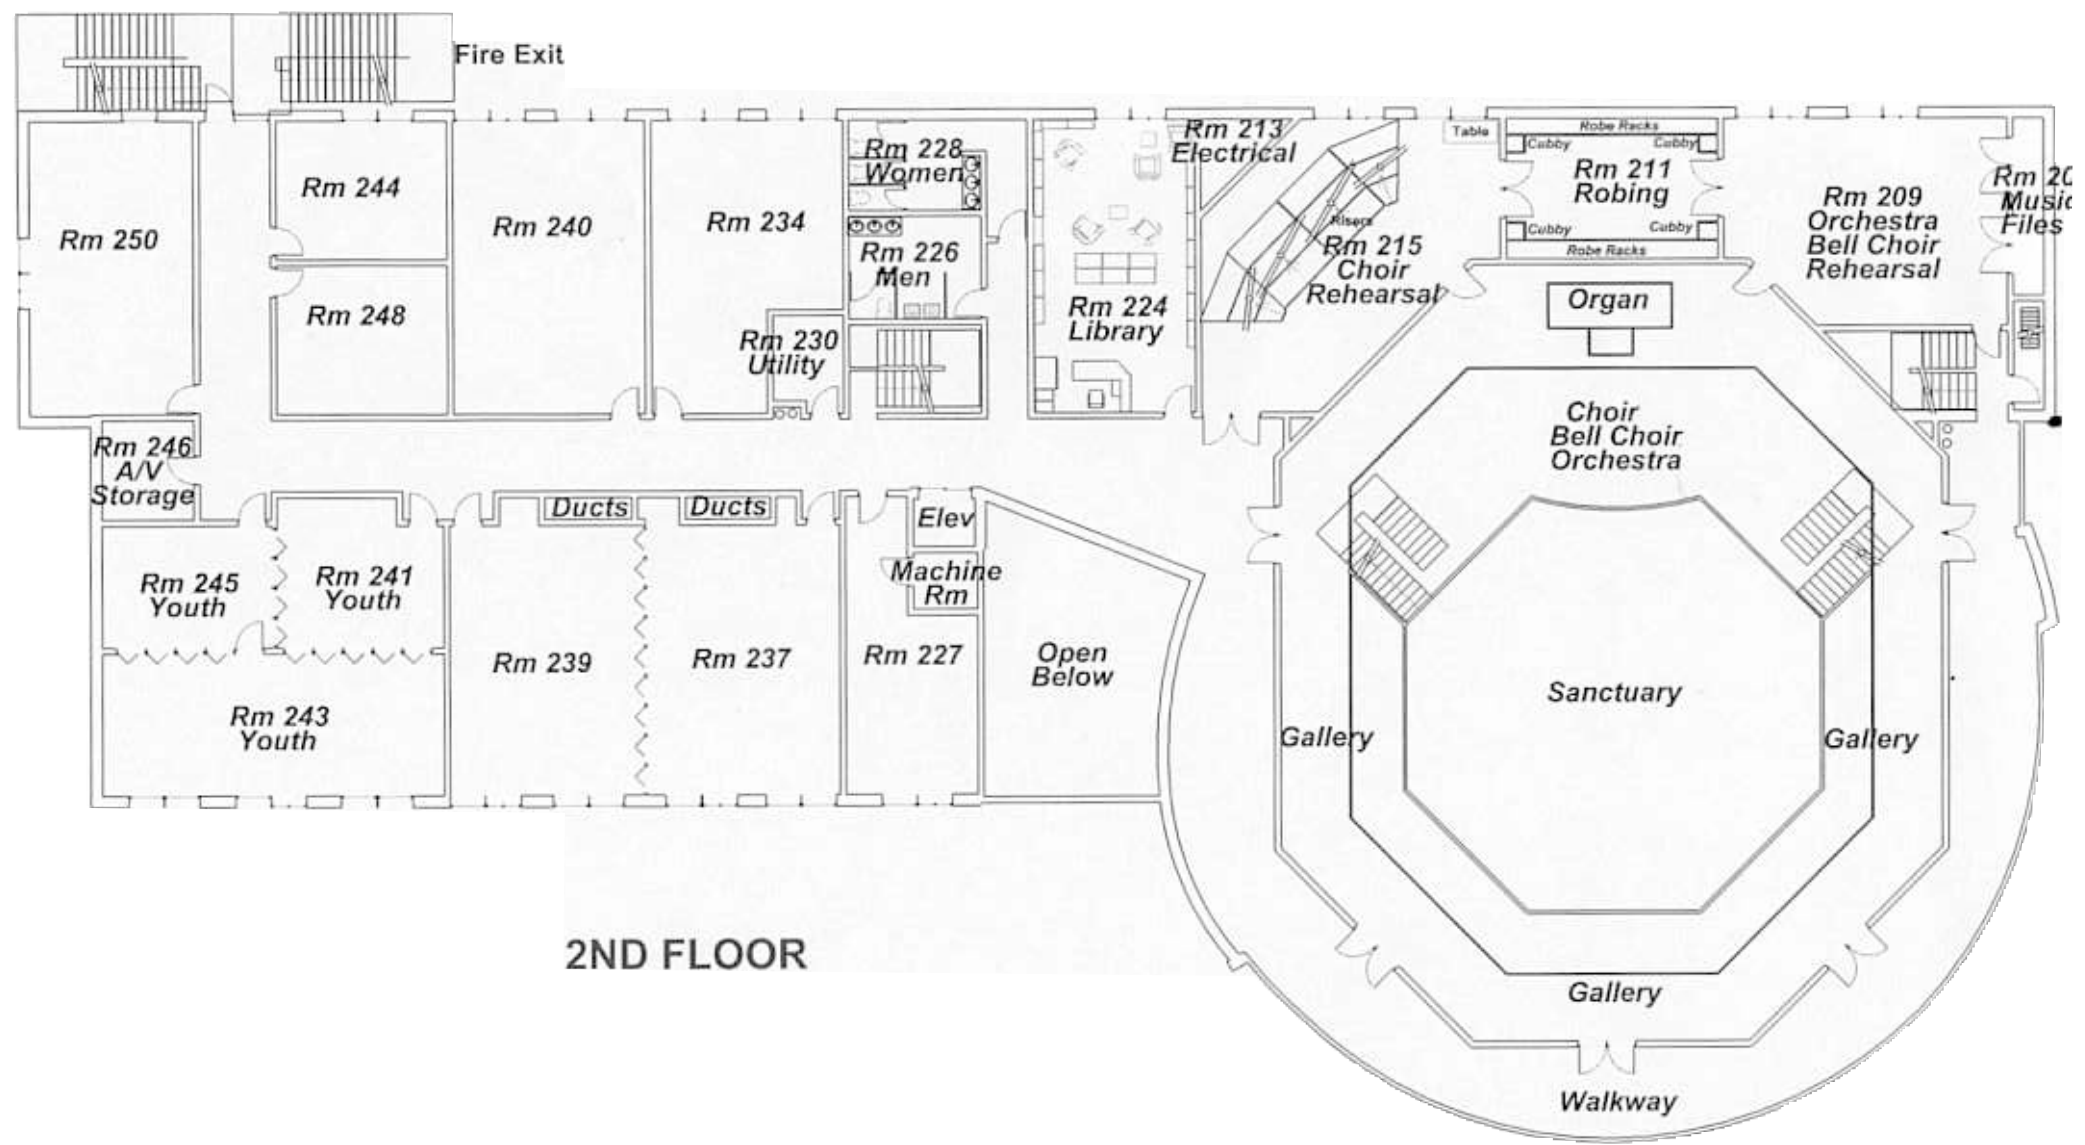 Fire Exit
Rm 250
Rm 244
Rm 248
Rm 240
Rm 234
Rm 230
Utility
Rm 228
Women
Rm 226
Men
Rm 224
Library
Rm 213
Electrical
Risers
Rm 215
Choir
Rehearsal
Table
Robe Racks
Cubby
Cubby
Rm 211
Robing
Cubby
Cubby
Robe Racks
Rm 209
Orchestra
Bell Choir
Rehearsal
Rm 20
Music
Files
Organ
Choir
Bell Choir
Orchestra
Rm 246
A/V
Storage
Ducts
Ducts
Elev
Machine
Rm
Rm 245
Youth
Rm 241
Youth
Rm 243
Youth
Rm 239
Rm 237
Rm 227
Open
Below
Sanctuary
Gallery
Gallery
Gallery
Walkway
2ND FLOOR